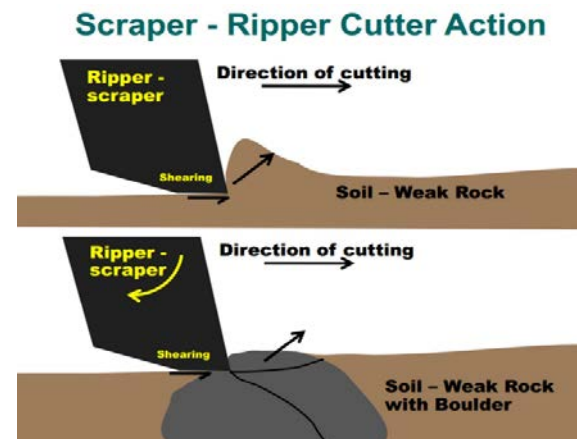 Scraper - Ripper Cutter Action
Ripper -
scraper
Direction of cutting
Shearing
Soil – Weak Rock
Ripper -
scraper
Direction of cutting
Shearing
Soil – Weak Rock
with Boulder